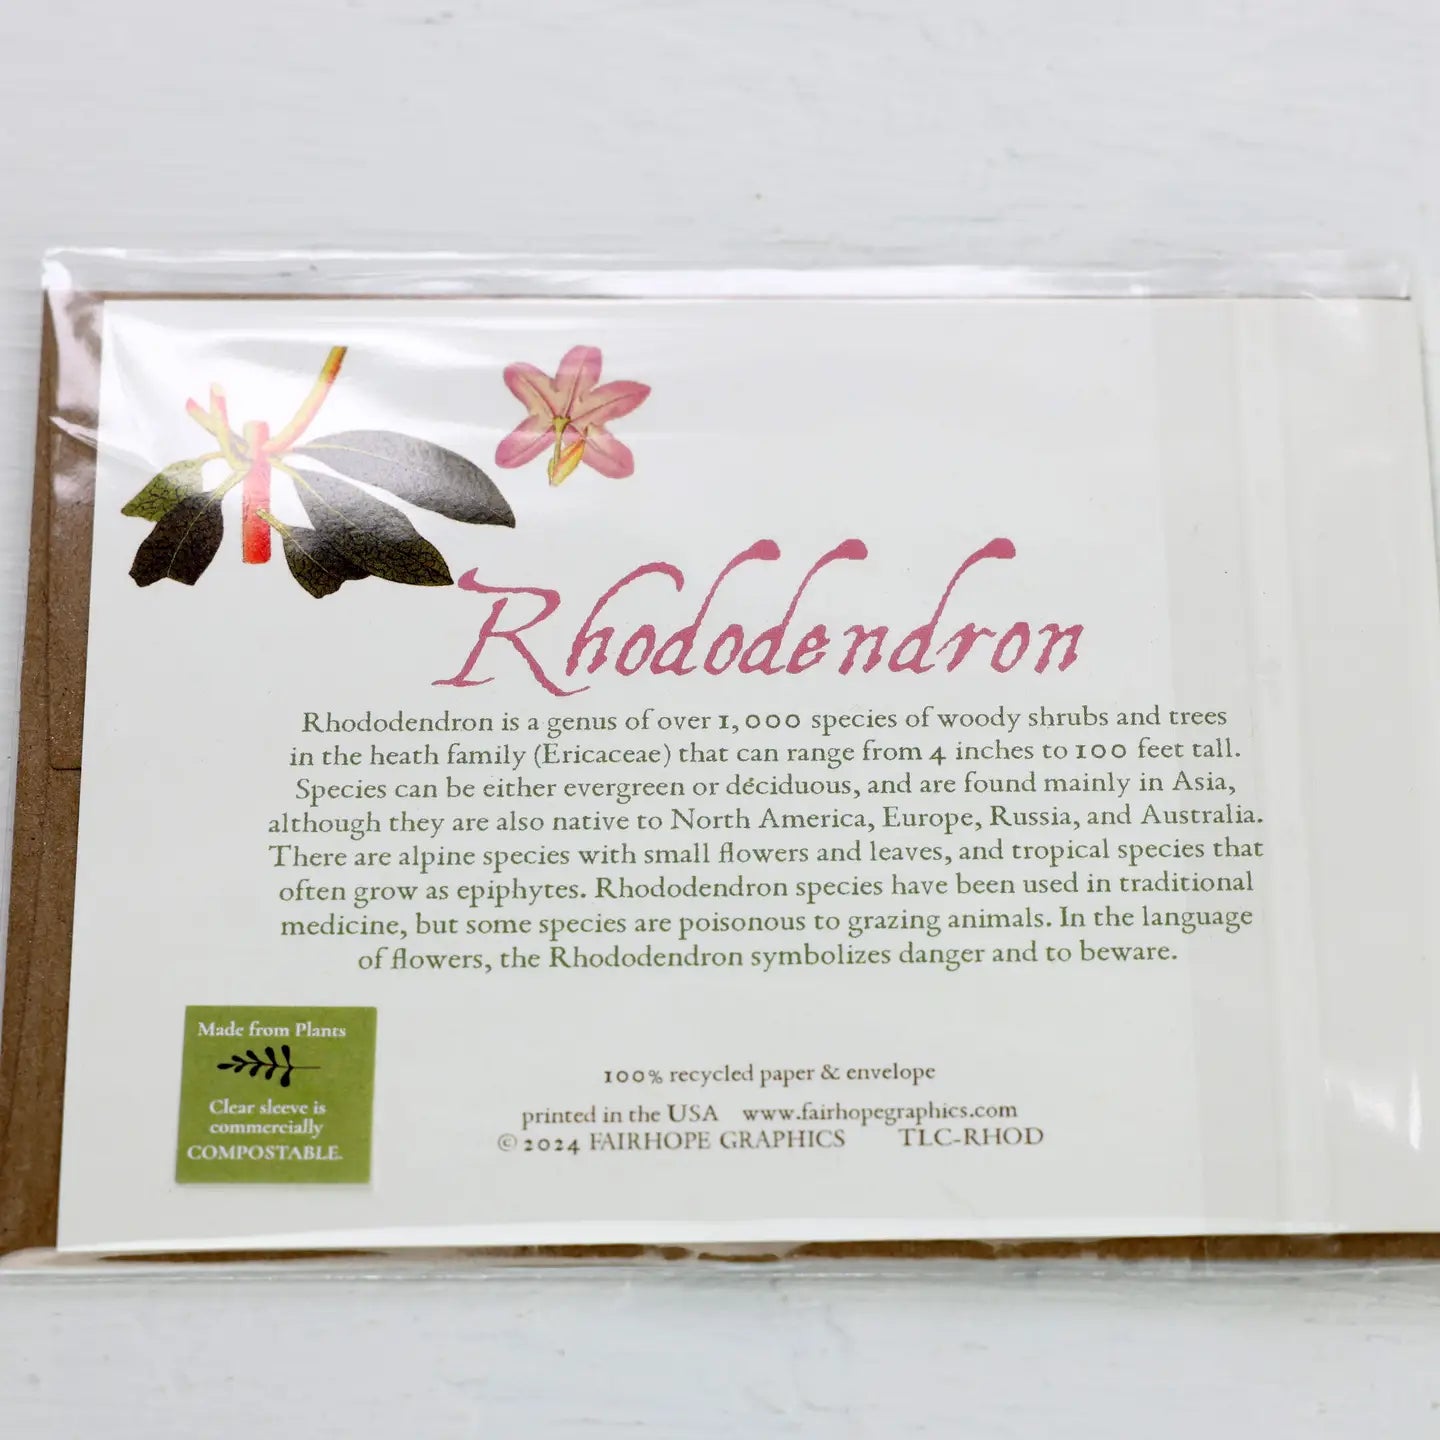 Rhododendron
Rhododendron is a genus of over 1,000 species of woody shrubs and trees
in the heath family (Ericaceae) that can range from 4 inches to 100 feet tall.
Species can be either evergreen or deciduous, and are found mainly in Asia,
although they are also native to North America, Europe, Russia, and Australia.
There are alpine species with small flowers and leaves, and tropical species that
often grow as epiphytes. Rhododendron species have been used in traditional
medicine, but some species are poisonous to grazing animals. In the language
of flowers, the Rhododendron symbolizes danger and to beware.
Made from Plants
Clear sleeve is
commercially
COMPOSTABLE.
100% recycled paper & envelope
printed in the USA www.fairhopegraphics.com
© 2024 FAIRHOPE GRAPHICS TLC-RHOD